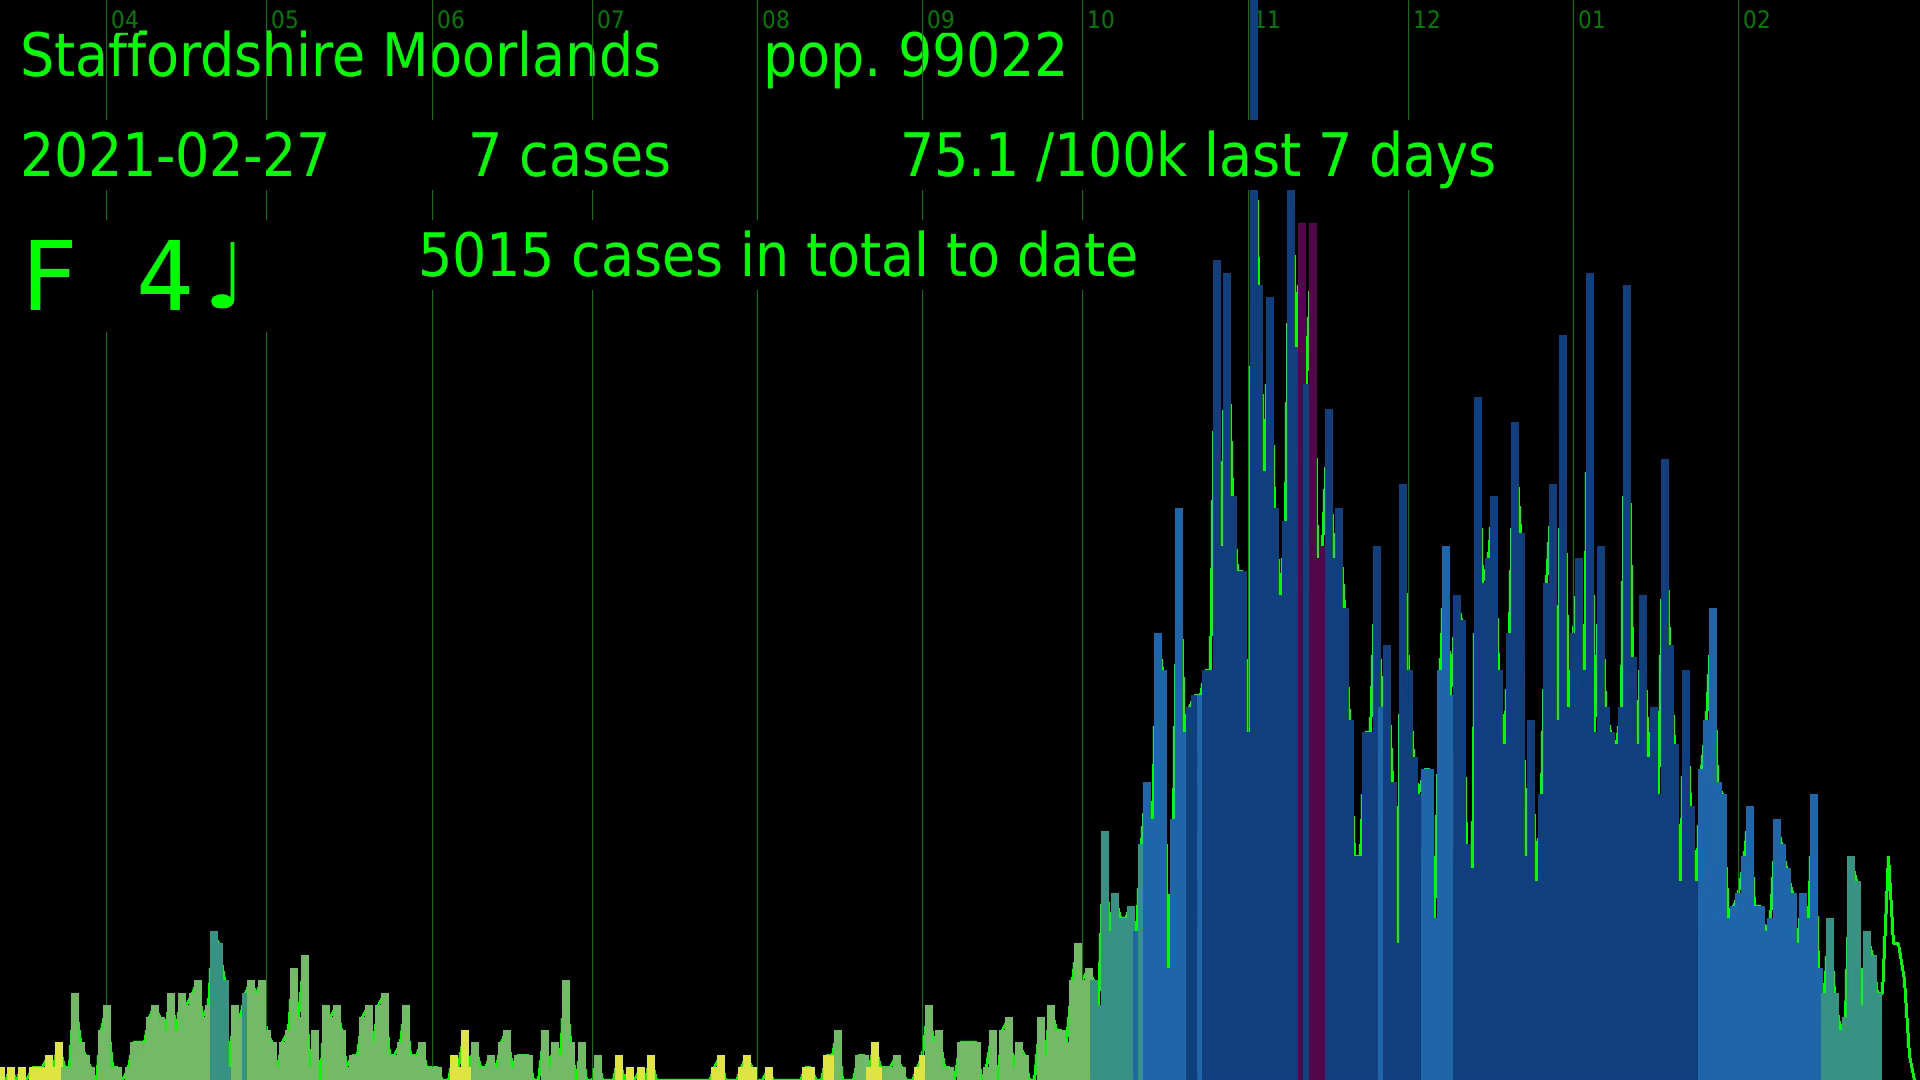 04 05 06 07 08 09 10 11 12 01 02
Staffordshire Moorlands pop. 99022
2021-02-27 7 cases 75.1 /100k last 7 days
F 4♩ 5015 cases in total to date